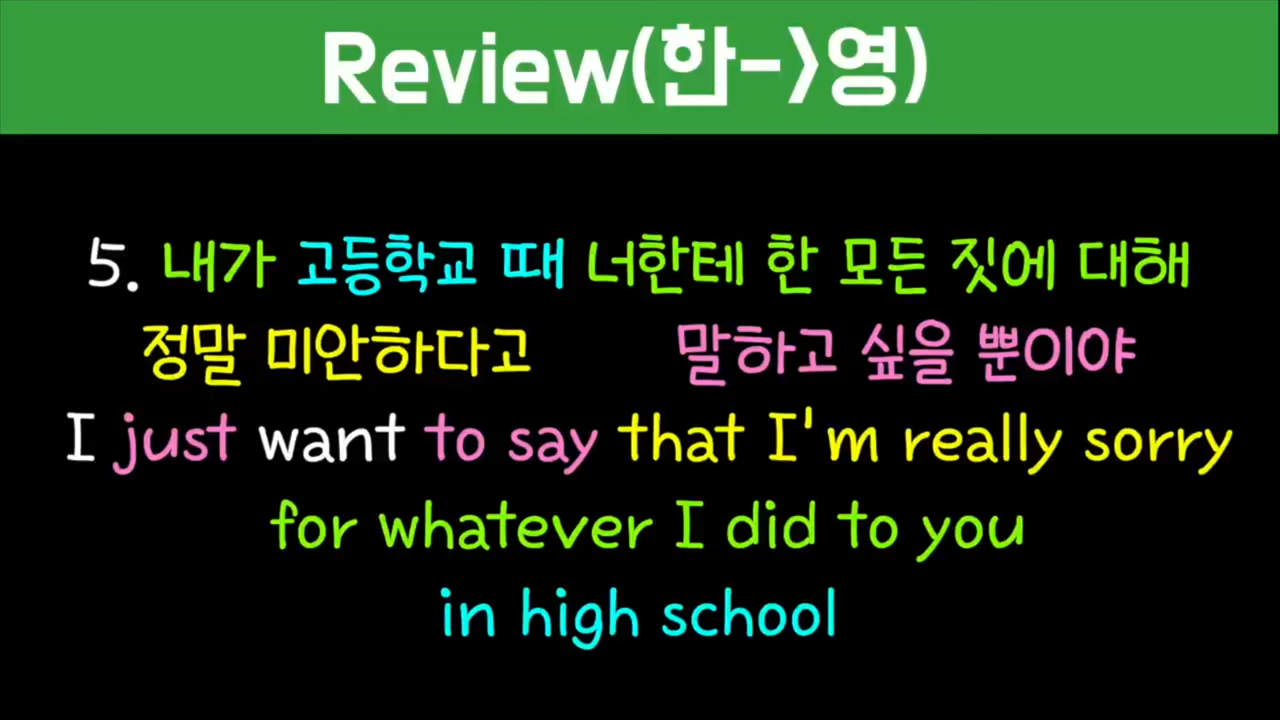 Review(한->영)
5. 내가 고등학교 때 너한테 한 모든 짓에 대해
정말 미안하다고 말하고 싶을 뿐이야
I just want to say that I'm really sorry
for whatever I did to you
in high school